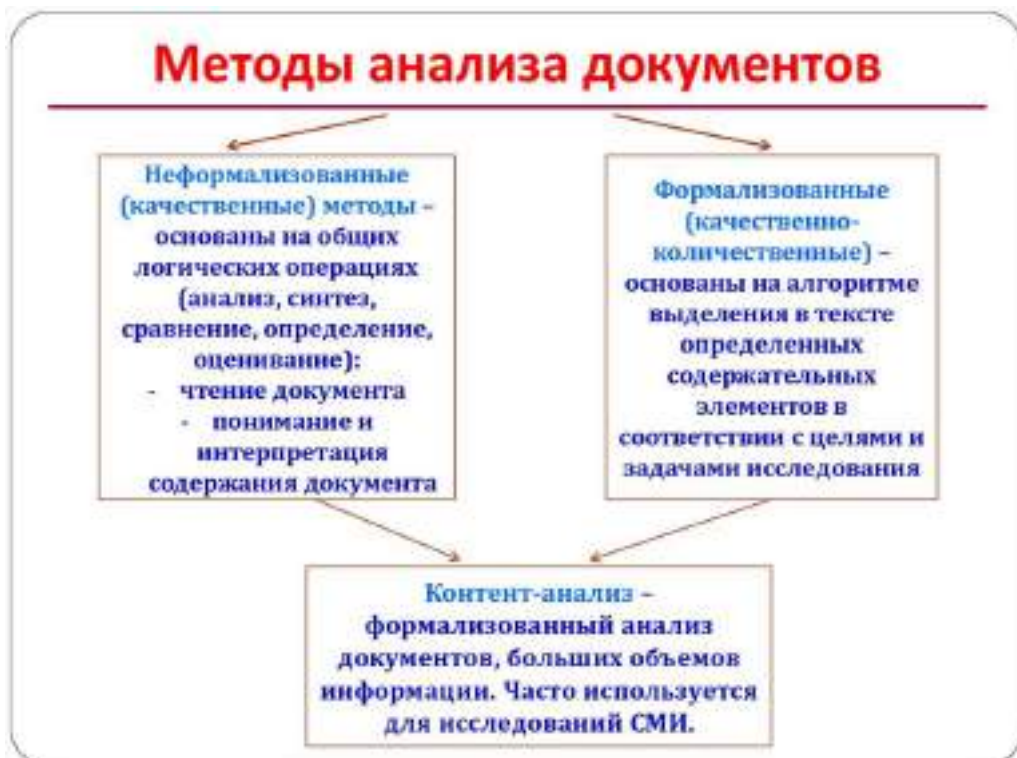 Методы анализа документов
Неформализованные
(качественные) методы –
основаны на общих
логических операциях
(анализ, синтез,
сравнение, определение,
оценивание):
- чтение документа
- понимание и
интерпретация
содержания документа
Формализованные
(качественно-
количественные) –
основаны на алгоритме
выделения в тексте
определенных
содержательных
элементов в
соответствии с целями и
задачами исследования
Контент-анализ –
формализованный анализ
документов, больших объемов
информации. Часто используется
для исследований СМИ.